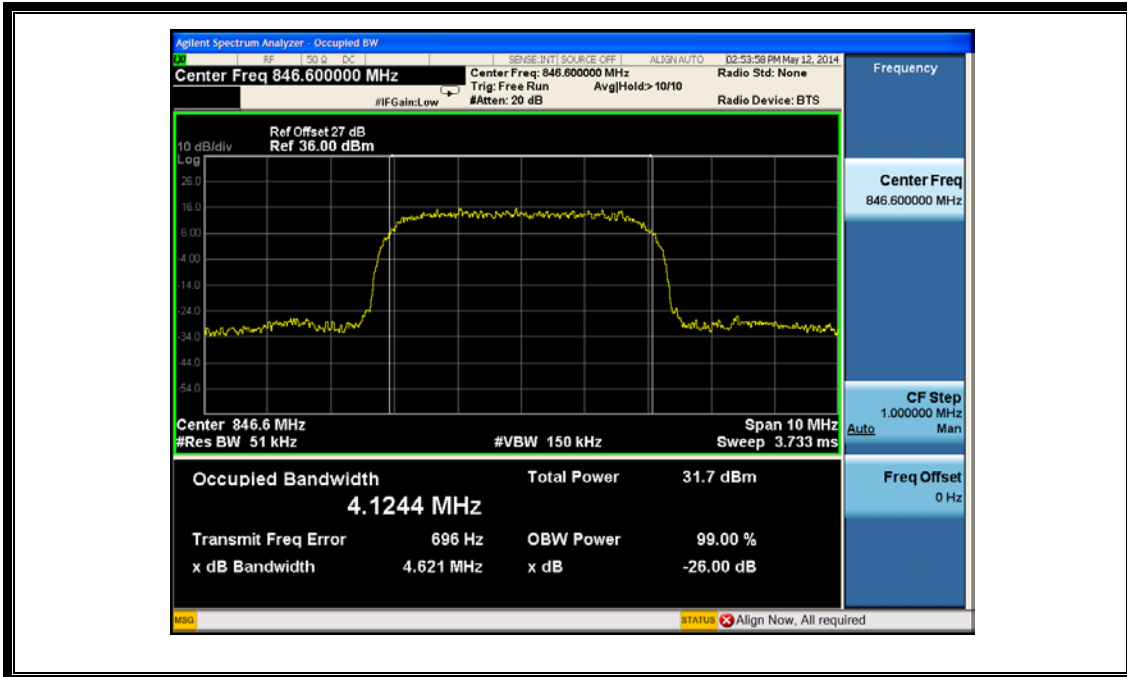 Agilent Spectrum Analyzer - Occupied BW
LXI RF 50 Ω DC SENSE:INT SOURCE OFF ALIGN AUTO 02:53:58 PM May 12, 2014
Center Freq 846.600000 MHz Center Freq: 846.600000 MHz Radio Std: None
Trig: Free Run Avg|Hold:> 10/10
#IFGain:Low #Atten: 20 dB Radio Device: BTS
Ref Offset 27 dB
10 dB/div Ref 36.00 dBm
Log
26.0
16.0
6.00
-4.00
-14.0
-24.0
-34.0
-44.0
-54.0
Center 846.6 MHz Span 10 MHz
#Res BW 51 kHz #VBW 150 kHz Sweep 3.733 ms
Occupied Bandwidth Total Power 31.7 dBm
4.1244 MHz
Transmit Freq Error 696 Hz OBW Power 99.00 %
x dB Bandwidth 4.621 MHz x dB -26.00 dB
MSG STATUS Align Now, All required
Frequency
Center Freq
846.600000 MHz
CF Step
1.000000 MHz
Auto Man
Freq Offset
0 Hz